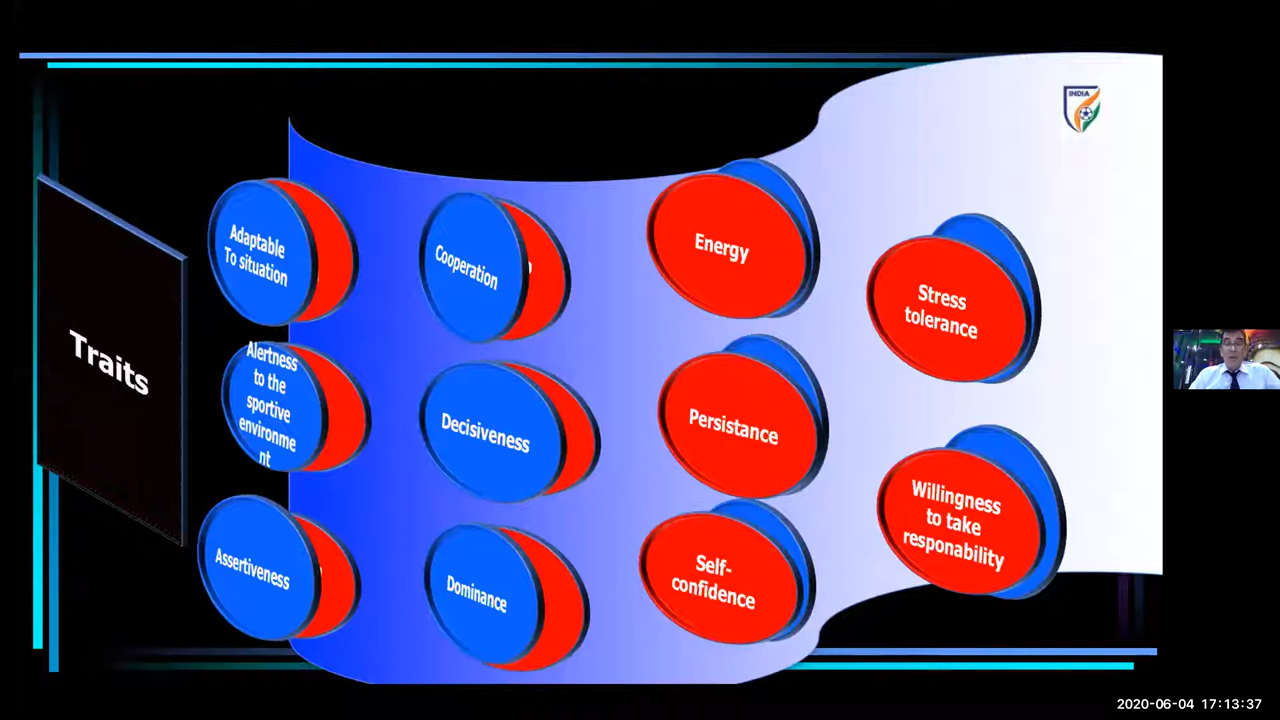 INDIA
Traits
Adaptable
To situation
Alertness
to the
sportive
environme
nt
Assertiveness
Cooperation
Decisiveness
Dominance
Energy
Persistance
Self-
confidence
Stress
tolerance
Willingness
to take
responability
2020-06-04 17:13:37